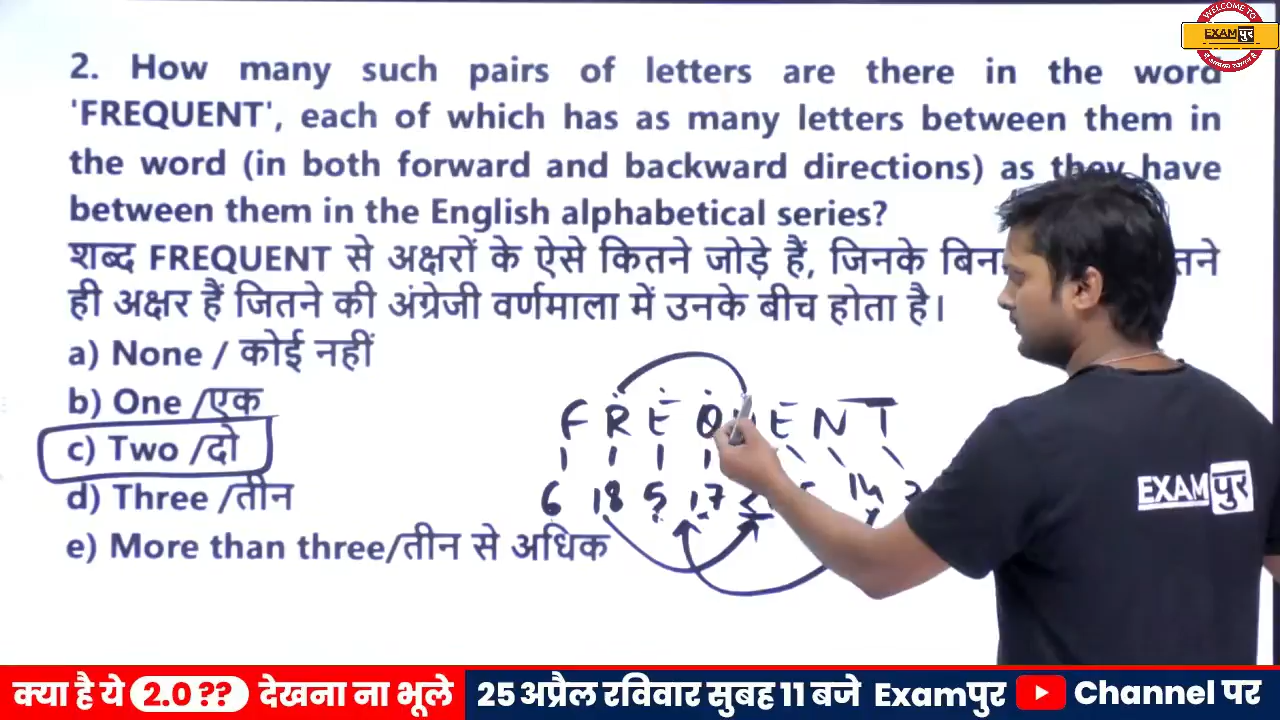 WELCOME TO
EXAMपुर
2. How many such pairs of letters are there in the word
'FREQUENT', each of which has as many letters between them in
the word (in both forward and backward directions) as they have
between them in the English alphabetical series?
शब्द FREQUENT से अक्षरों के ऐसे कितने जोड़े हैं, जिनके
ही अक्षर हैं जितने की अंग्रेजी वर्णमाला में उनके बीच होता है।
a) None / कोई नहीं
b) One /एक
c) Two /दो
d) Three /तीन
e) More than three/तीन से अधिक
F R E Q E N T
6 18 5 17 14
EXAMपुर
क्या है ये 2.0 ?? देखना ना भूले 25 अप्रैल रविवार सुबह 11 बजे Examपुर Channel पर